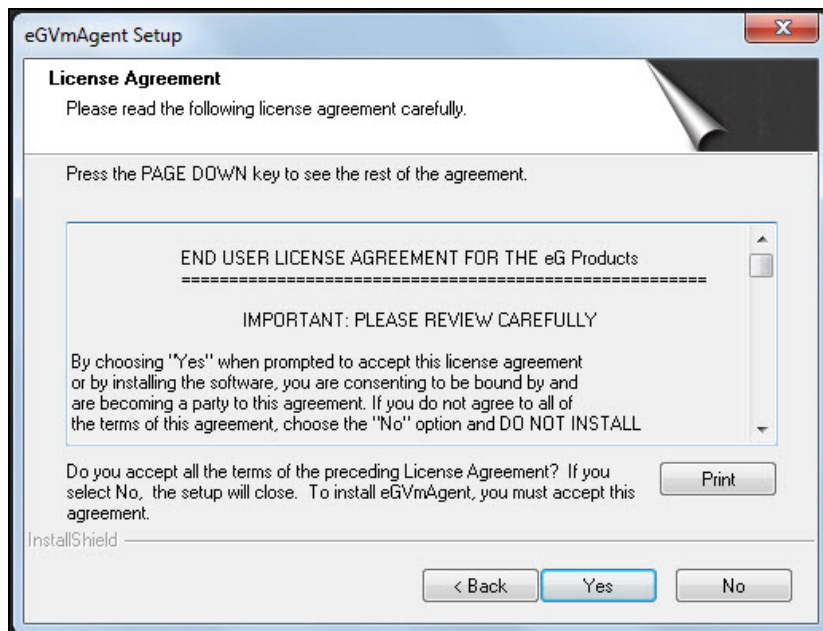 eGVmAgent Setup
License Agreement
Please read the following license agreement carefully.
Press the PAGE DOWN key to see the rest of the agreement.
END USER LICENSE AGREEMENT FOR THE eG Products
=======================================================
IMPORTANT: PLEASE REVIEW CAREFULLY
By choosing "Yes" when prompted to accept this license agreement
or by installing the software, you are consenting to be bound by and
are becoming a party to this agreement. If you do not agree to all of
the terms of this agreement, choose the "No" option and DO NOT INSTALL
Do you accept all the terms of the preceding License Agreement? If you
select No, the setup will close. To install eGVmAgent, you must accept this
agreement.
Print
InstallShield
< Back
Yes
No